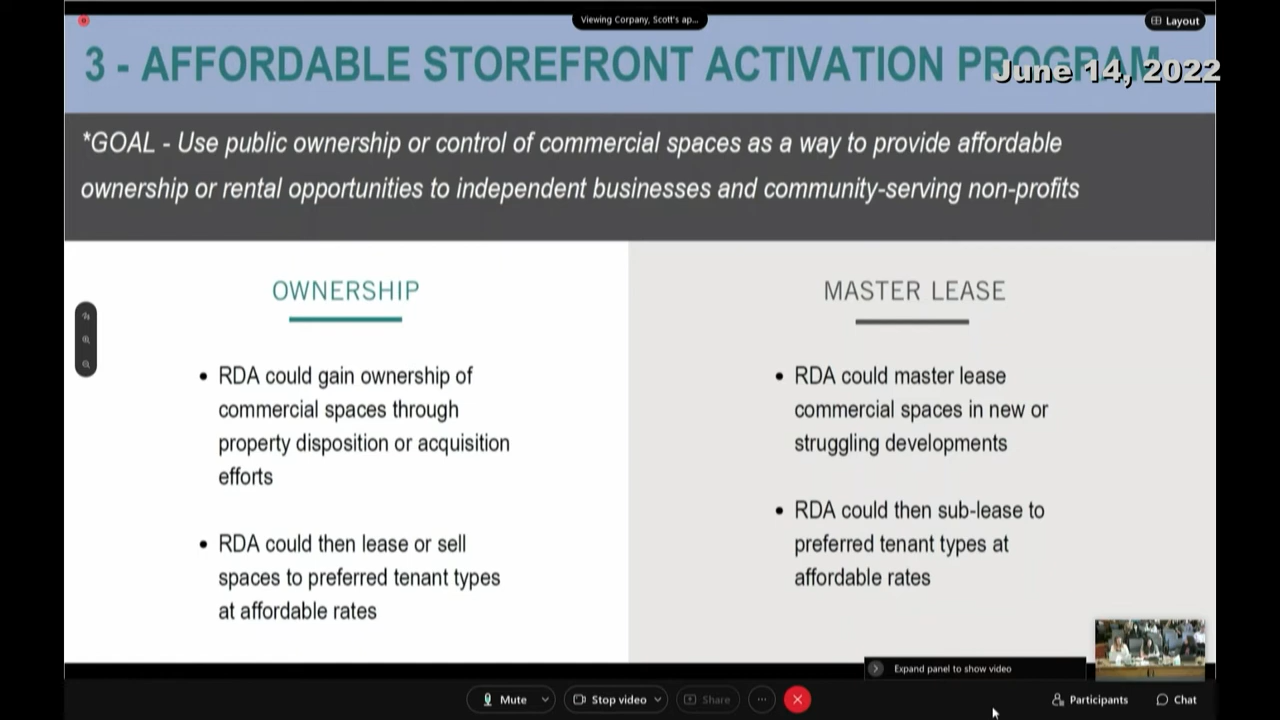 Viewing Corpany, Scott's ap...
Layout
3 - AFFORDABLE STOREFRONT ACTIVATION PROGRAM
June 14, 2022
*GOAL - Use public ownership or control of commercial spaces as a way to provide affordable
ownership or rental opportunities to independent businesses and community-serving non-profits
OWNERSHIP
• RDA could gain ownership of
commercial spaces through
property disposition or acquisition
efforts
• RDA could then lease or sell
spaces to preferred tenant types
at affordable rates
MASTER LEASE
• RDA could master lease
commercial spaces in new or
struggling developments
• RDA could then sub-lease to
preferred tenant types at
affordable rates
Expand panel to show video
Mute
Stop video
Share
Participants
Chat